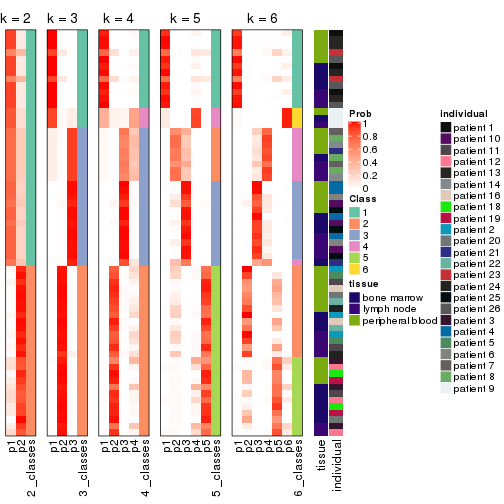 k = 2
k = 3
k = 4
k = 5
k = 6
p1
p2
2_classes
p1
p2
p3
3_classes
p1
p2
p3
p4
4_classes
p1
p2
p3
p4
p5
5_classes
p1
p2
p3
p4
p5
p6
6_classes
tissue
individual
Prob
1
0.8
0.6
0.4
0.2
0
Class
1
2
3
4
5
6
tissue
bone marrow
lymph node
peripheral blood
Individual
patient 1
patient 10
patient 11
patient 12
patient 13
patient 14
patient 16
patient 18
patient 19
patient 2
patient 20
patient 21
patient 22
patient 23
patient 24
patient 25
patient 26
patient 3
patient 4
patient 5
patient 6
patient 7
patient 8
patient 9